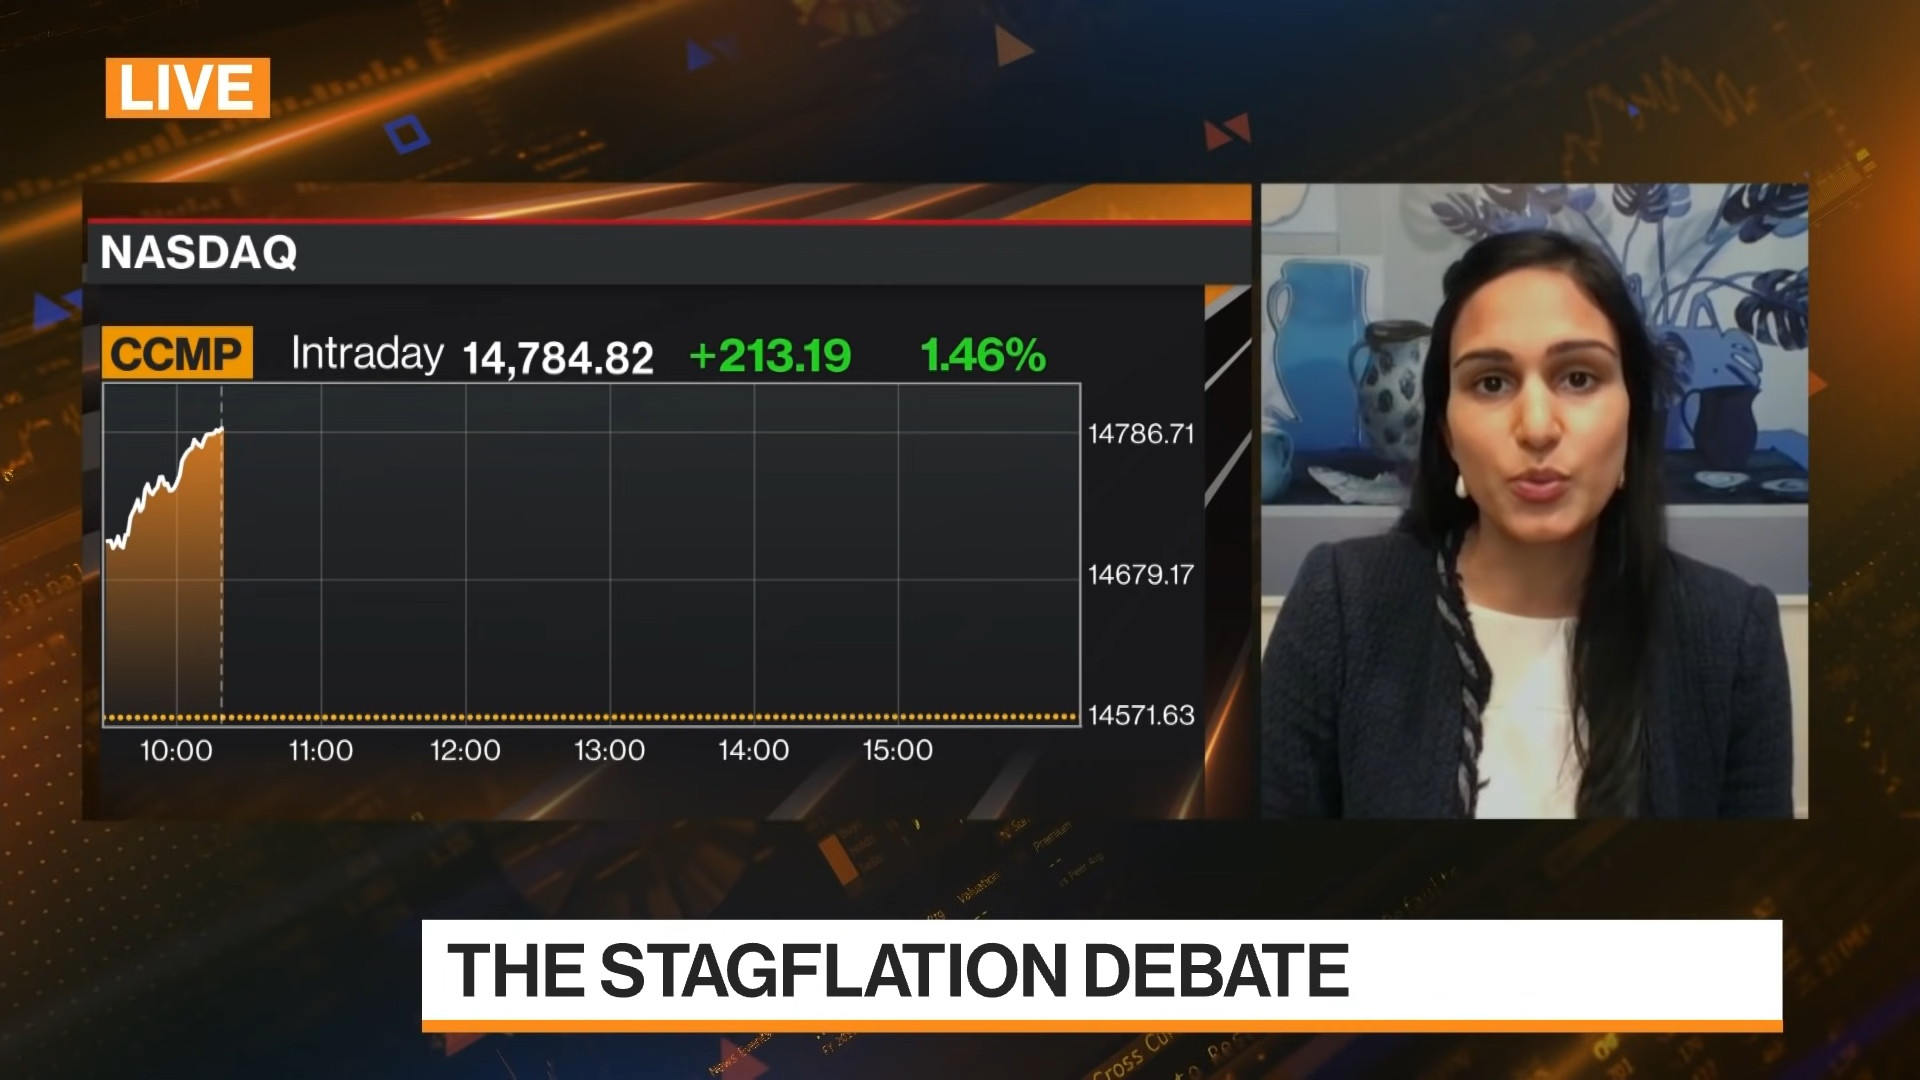 LIVE
NASDAQ
CCMP Intraday 14,784.82 +213.19 1.46%
14786.71
14679.17
14571.63
10:00 11:00 12:00 13:00 14:00 15:00
THE STAGFLATION DEBATE